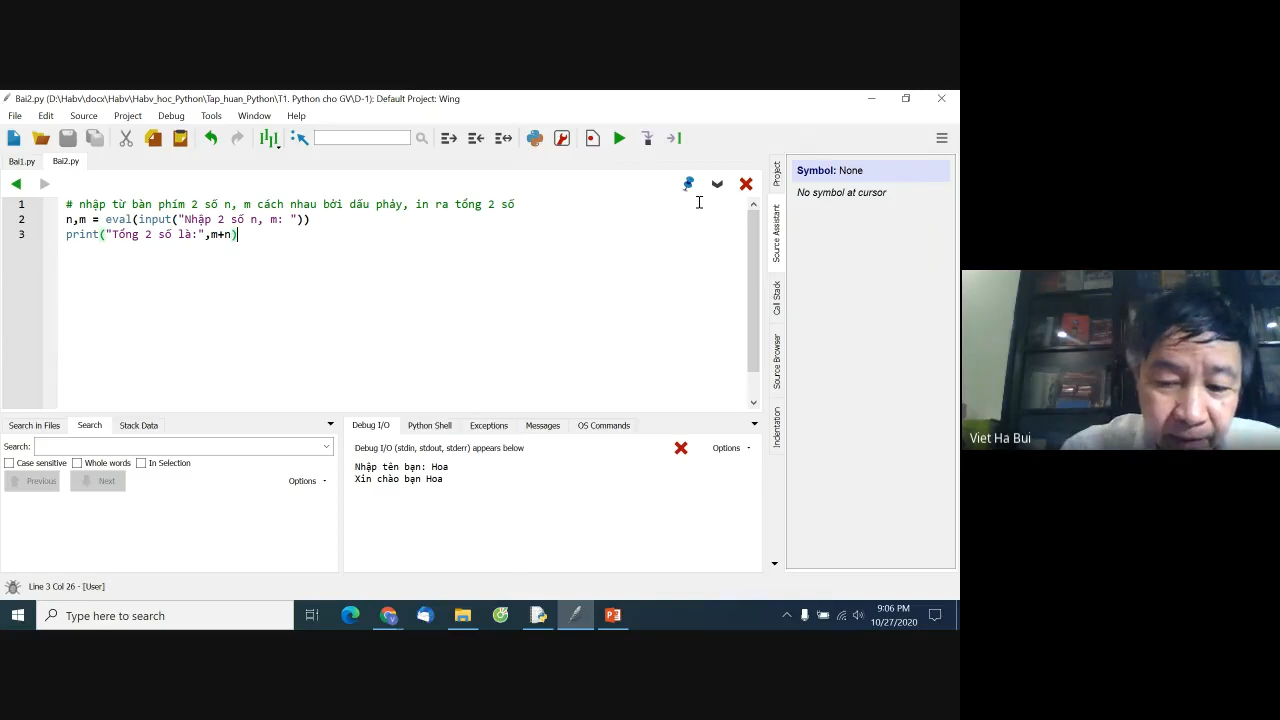 Bai2.py (D:\Habv\docx\Habv\Habv_hoc_Python\Tap_huan_Python\T1. Python cho GV\D-1): Default Project: Wing
File Edit Source Project Debug Tools Window Help
Bai1.py Bai2.py
1 # nhập từ bàn phím 2 số n, m cách nhau bởi dấu phảy, in ra tổng 2 số
2 n,m = eval(input("Nhập 2 số n, m: "))
3 print("Tổng 2 số là:",m+n)
Project
Source Assistant
Call Stack
Source Browser
Indentation
Symbol: None
No symbol at cursor
Search in Files Search Stack Data
Search:
Case sensitive Whole words In Selection
Previous Next Options
Debug I/O Python Shell Exceptions Messages OS Commands
Debug I/O (stdin, stdout, stderr) appears below Options
Nhập tên bạn: Hoa
Xin chào bạn Hoa
Line 3 Col 26 - [User]
Type here to search
9:06 PM
10/27/2020
Viet Ha Bui